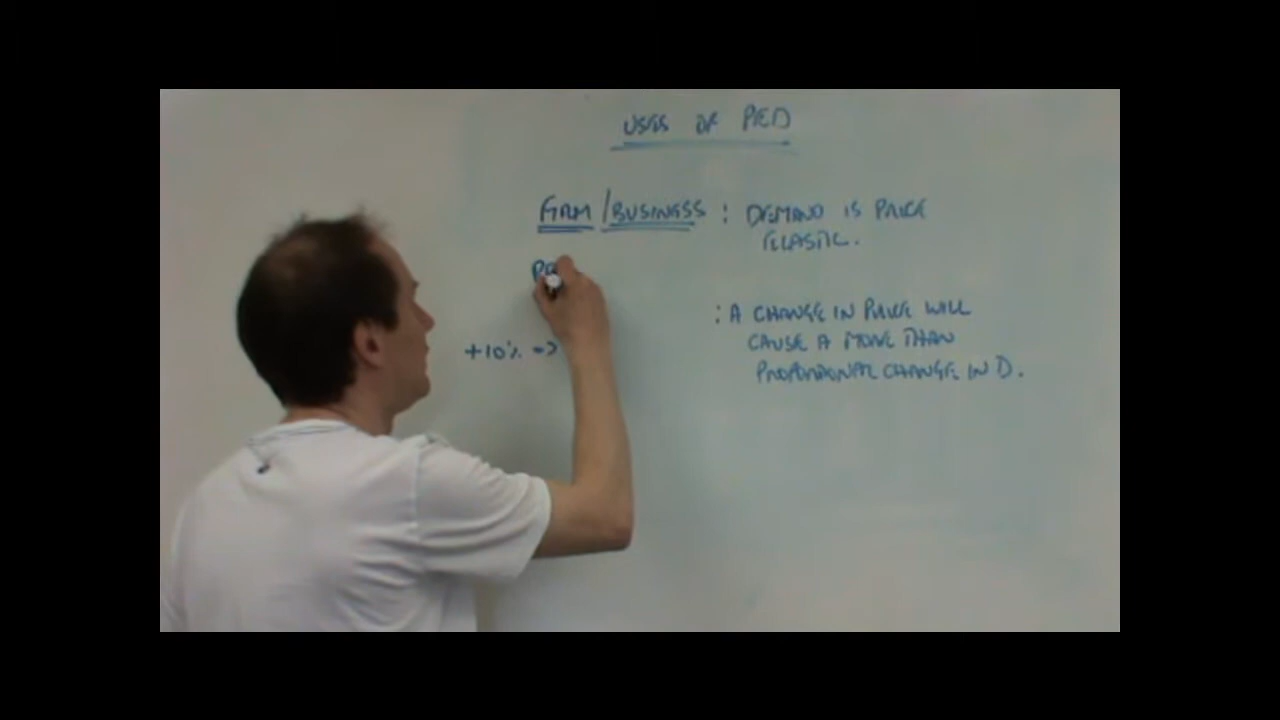 USES OF PED
FIRM / BUSINESS : DEMAND IS PRICE
ELASTIC.
: A CHANGE IN PRICE WILL
+10% => CAUSE A MORE THAN
PROPORTIONAL CHANGE IN D.